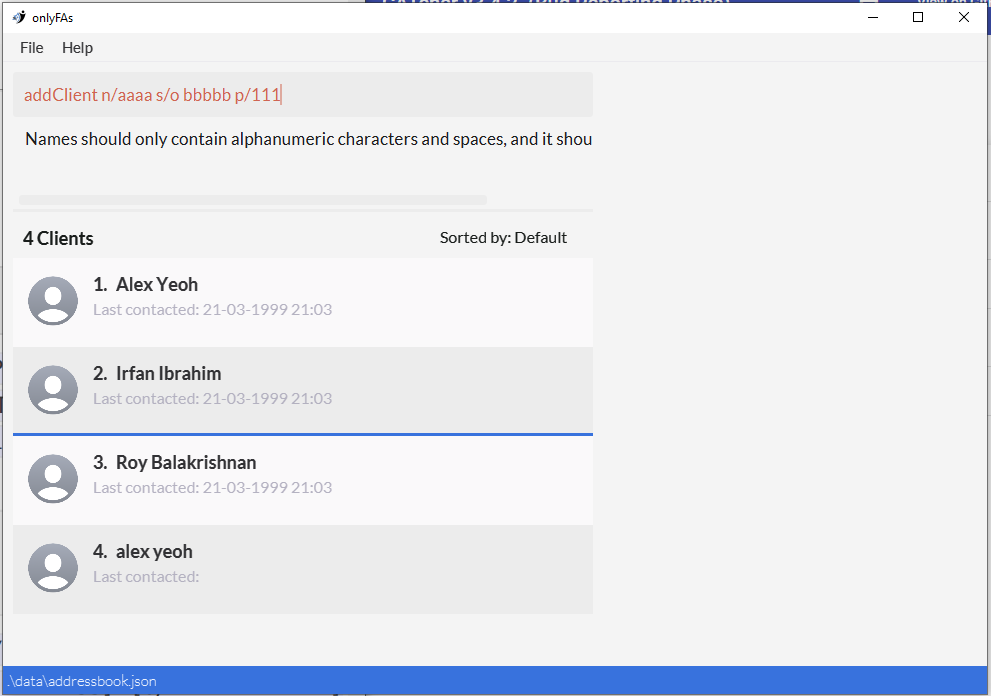 onlyFAs
File Help
addClient n/aaaa s/o bbbbb p/111
Names should only contain alphanumeric characters and spaces, and it shou
4 Clients
Sorted by: Default
1. Alex Yeoh
Last contacted: 21-03-1999 21:03
2. Irfan Ibrahim
Last contacted: 21-03-1999 21:03
3. Roy Balakrishnan
Last contacted: 21-03-1999 21:03
4. alex yeoh
Last contacted:
.\data\addressbook.json